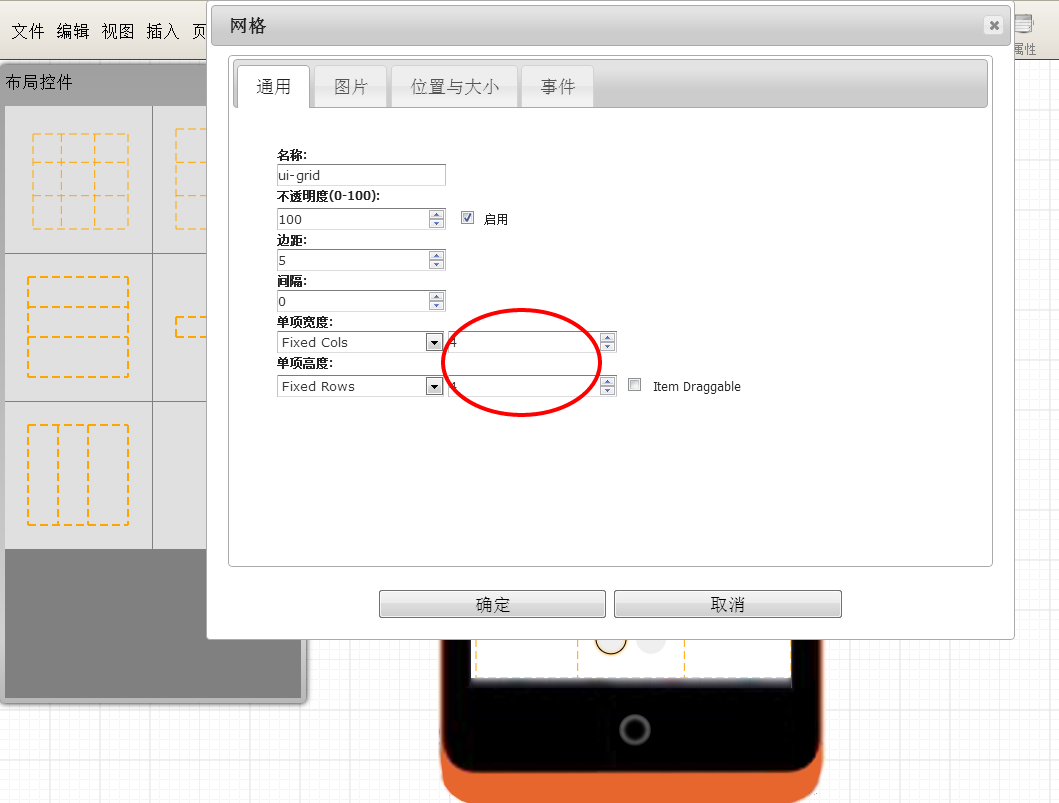 文件 编辑 视图 插入 页
网格
属性
布局控件
通用 图片 位置与大小 事件
名称:
ui-grid
不透明度(0-100):
100 启用
边距:
5
间隔:
0
单项宽度:
Fixed Cols 4
单项高度:
Fixed Rows 4 Item Draggable
确定 取消